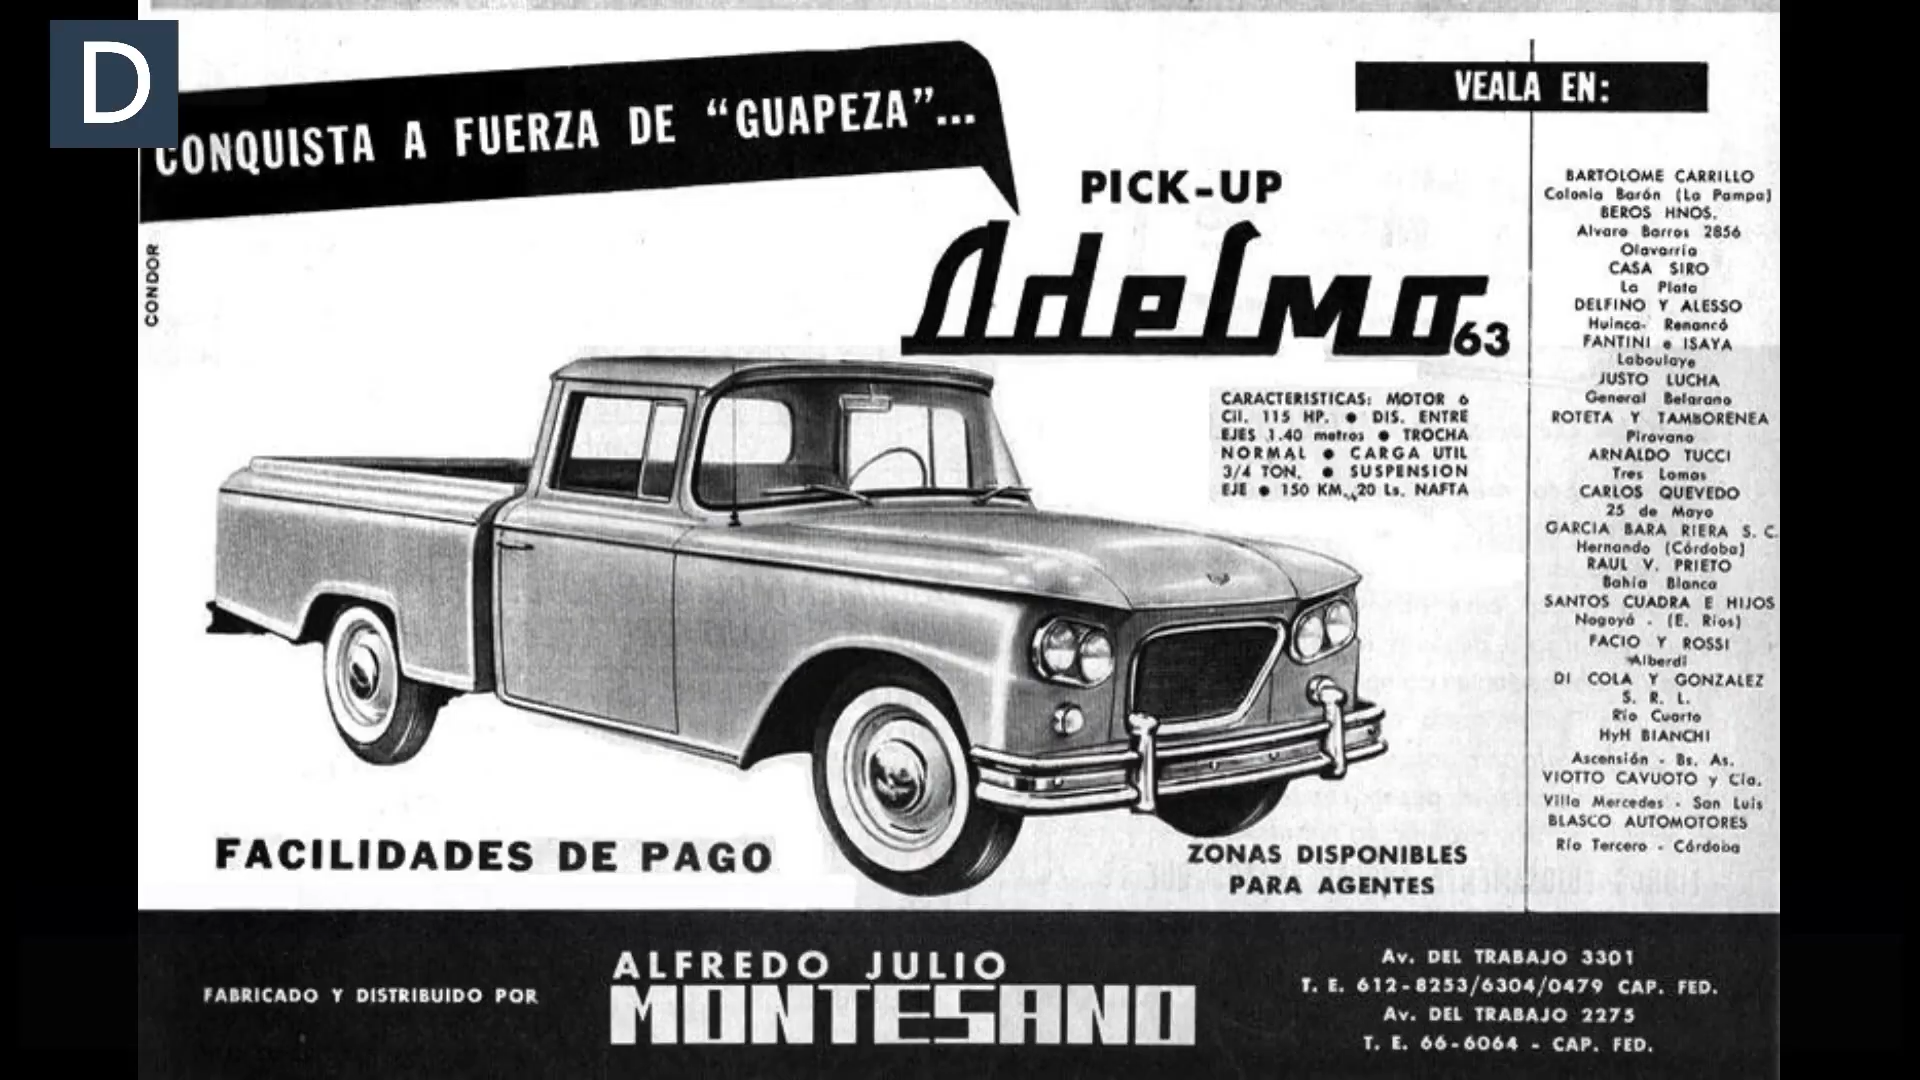 D
CONQUISTA A FUERZA DE “GUAPEZA”...
CONDOR
PICK-UP
Adelmo 63
CARACTERISTICAS: MOTOR 6
Cil. 115 HP. ● DIS. ENTRE
EJES 1.40 metros ● TROCHA
NORMAL ● CARGA UTIL
3/4 TON. ● SUSPENSION
EJE ● 150 KM. 20 Ls. NAFTA
VEALA EN:
BARTOLOME CARRILLO
Colonia Barón (La Pampa)
BEROS HNOS.
Alvaro Barros 2856
Olavarría
CASA SIRO
La Plata
DELFINO Y ALESSO
Huinca- Renancó
FANTINI e ISAYA
Laboulaye
JUSTO LUCHA
General Belgrano
ROTETA Y TAMBORENEA
Pirovano
ARNALDO TUCCI
Tres Lomas
CARLOS QUEVEDO
25 de Mayo
GARCIA BARA RIERA S. C.
Hernando (Córdoba)
RAUL V. PRIETO
Bahía Blanca
SANTOS CUADRA E HIJOS
Nogoyá - (E. Ríos)
FACIO Y ROSSI
Alberdi
DI COLA Y GONZALEZ
S. R. L.
Río Cuarto
HyH BIANCHI
Ascensión - Bs. As.
VIOTTO CAVUOTO y Cía.
Villa Mercedes - San Luis
BLASCO AUTOMOTORES
Río Tercero - Córdoba
FACILIDADES DE PAGO
ZONAS DISPONIBLES
PARA AGENTES
FABRICADO Y DISTRIBUIDO POR
ALFREDO JULIO
MONTESANO
Av. DEL TRABAJO 3301
T. E. 612-8253/6304/0479 CAP. FED.
Av. DEL TRABAJO 2275
T. E. 66-6064 - CAP. FED.